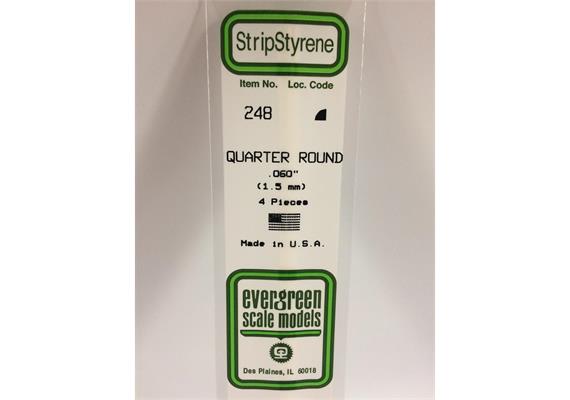 StripStyrene
Item No. Loc. Code
248
QUARTER ROUND
.060"
(1.5 mm)
4 Pieces
Made in U.S.A.
evergreen
scale models
Des Plaines, IL 60018